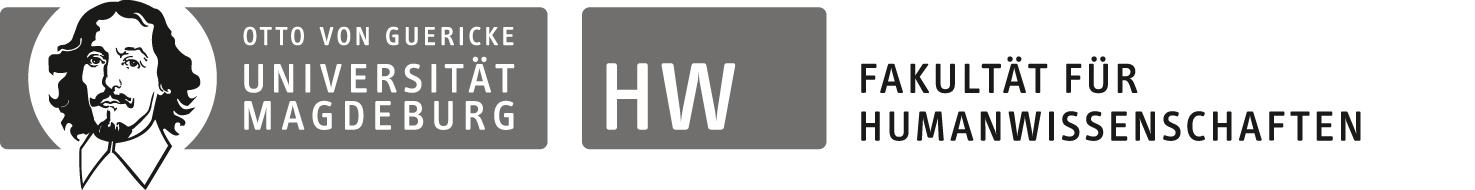 OTTO VON GUERICKE
UNIVERSITÄT
MAGDEBURG
HW
FAKULTÄT FÜR
HUMANWISSENSCHAFTEN